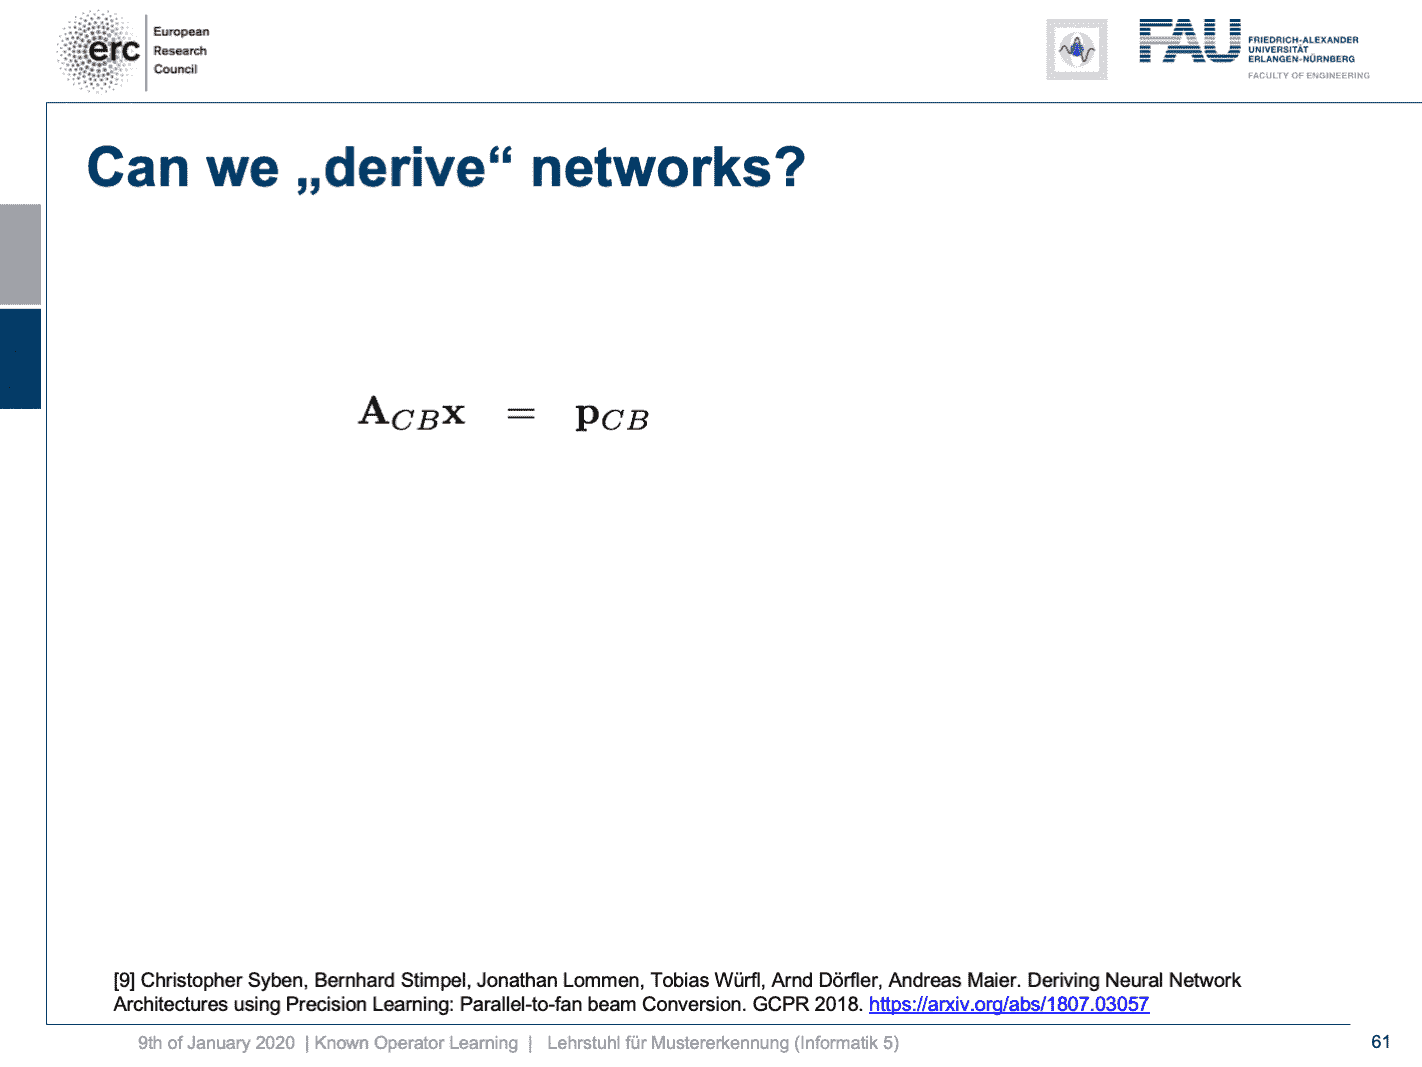 European
Research
Council
erc
FAU
FRIEDRICH-ALEXANDER
UNIVERSITÄT
ERLANGEN-NÜRNBERG
FACULTY OF ENGINEERING
Can we „derive“ networks?
A_{CB}x = p_{CB}
[9] Christopher Syben, Bernhard Stimpel, Jonathan Lommen, Tobias Würfl, Arnd Dörfler, Andreas Maier. Deriving Neural Network
Architectures using Precision Learning: Parallel-to-fan beam Conversion. GCPR 2018. https://arxiv.org/abs/1807.03057
9th of January 2020 | Known Operator Learning | Lehrstuhl für Mustererkennung (Informatik 5)
61